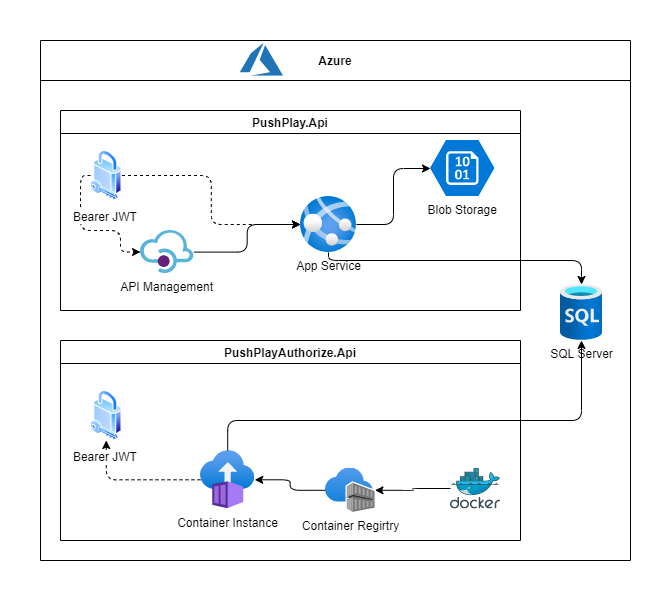 Azure
PushPlay.Api
10
01
Bearer JWT
Blob Storage
App Service
API Management
SQL
SQL Server
PushPlayAuthorize.Api
Bearer JWT
docker
Container Instance
Container Regirtry